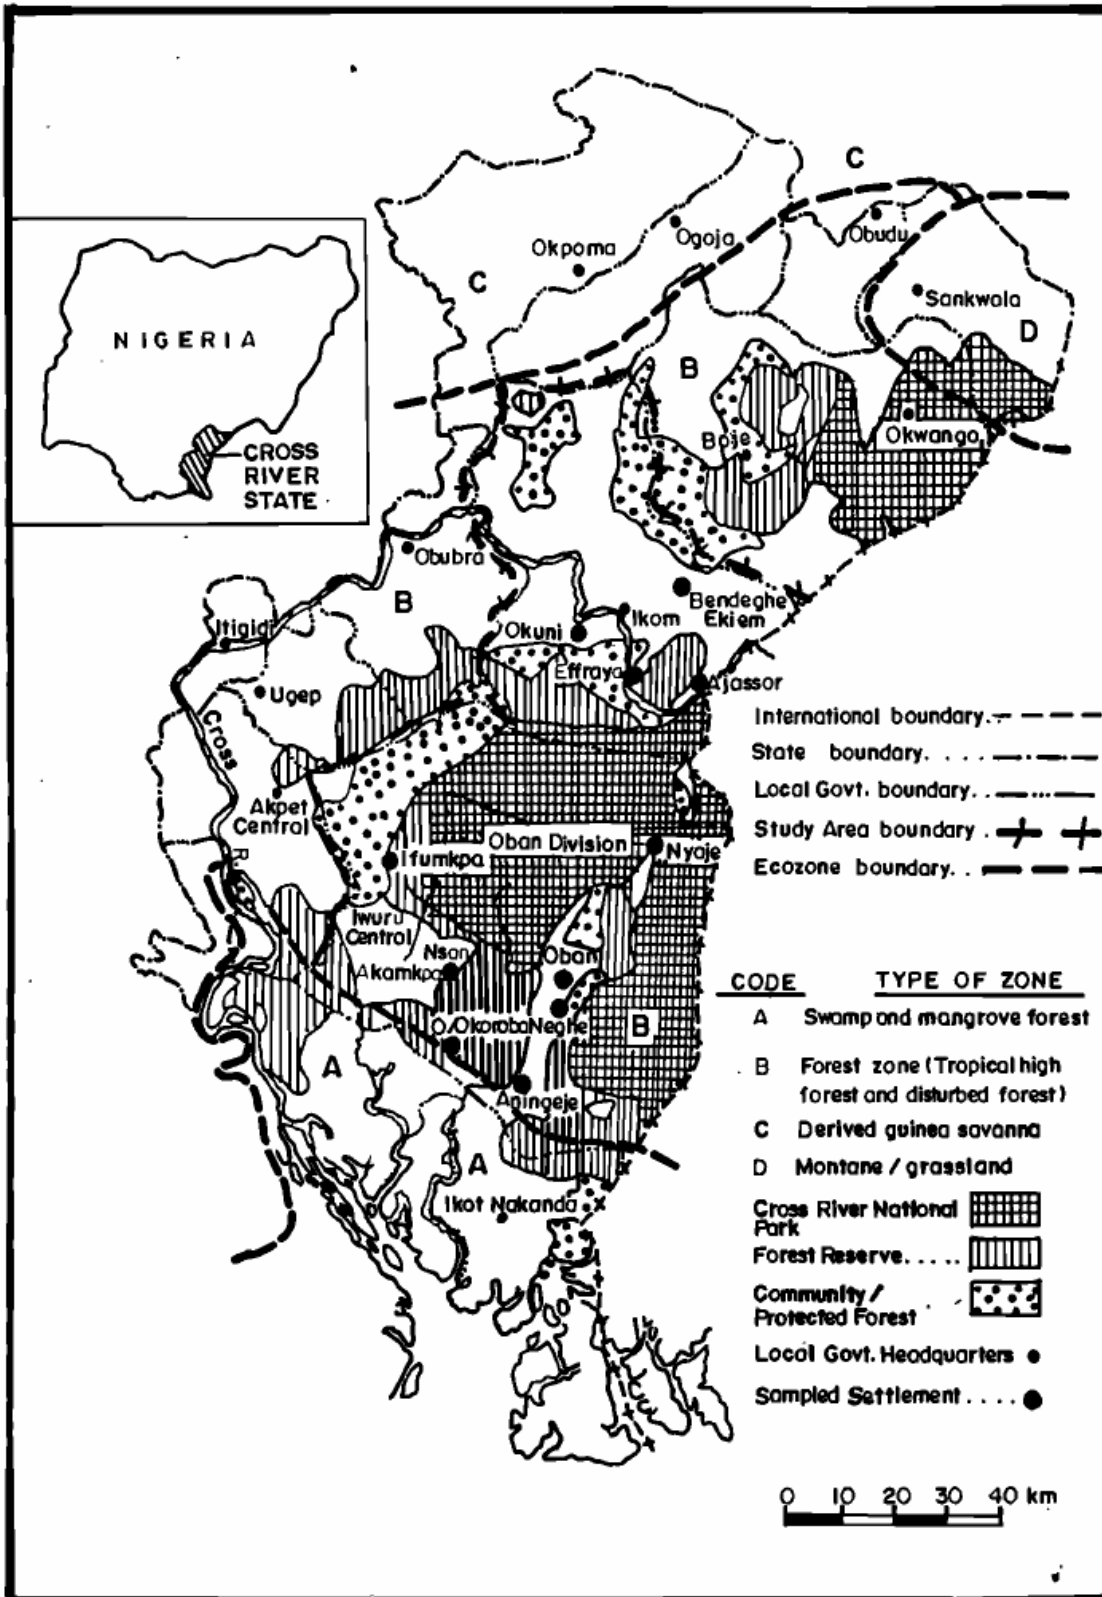 C
Obudu
Ogoja
Okpoma
C
Sankwala
D
NIGERIA
CROSS
RIVER
STATE
B
Boje
Okwango
Obubra
B
Bendeghe
Ekiem
Ikom
Okuni
Itigidi
Effraya
Ajassor
Ugep
Cross
R.
Akpet
Central
Oban Division
Nyaje
Ifumkpa
Iwuru
Central
Nsan
Akamkpa
Oban
O/Okoroba
Neghe
B
A
Aningeje
A
Ikot Nakanda
International boundary..
State boundary....
Local Govt. boundary..
Study Area boundary .
Ecozone boundary...
CODE TYPE OF ZONE
A Swamp and mangrove forest
B Forest zone (Tropical high
forest and disturbed forest)
C Derived guinea savanna
D Montane / grassland
Cross River National
Park
Forest Reserve.....
Community /
Protected Forest
Local Govt. Headquarters
Sampled Settlement ....
0 10 20 30 40 km